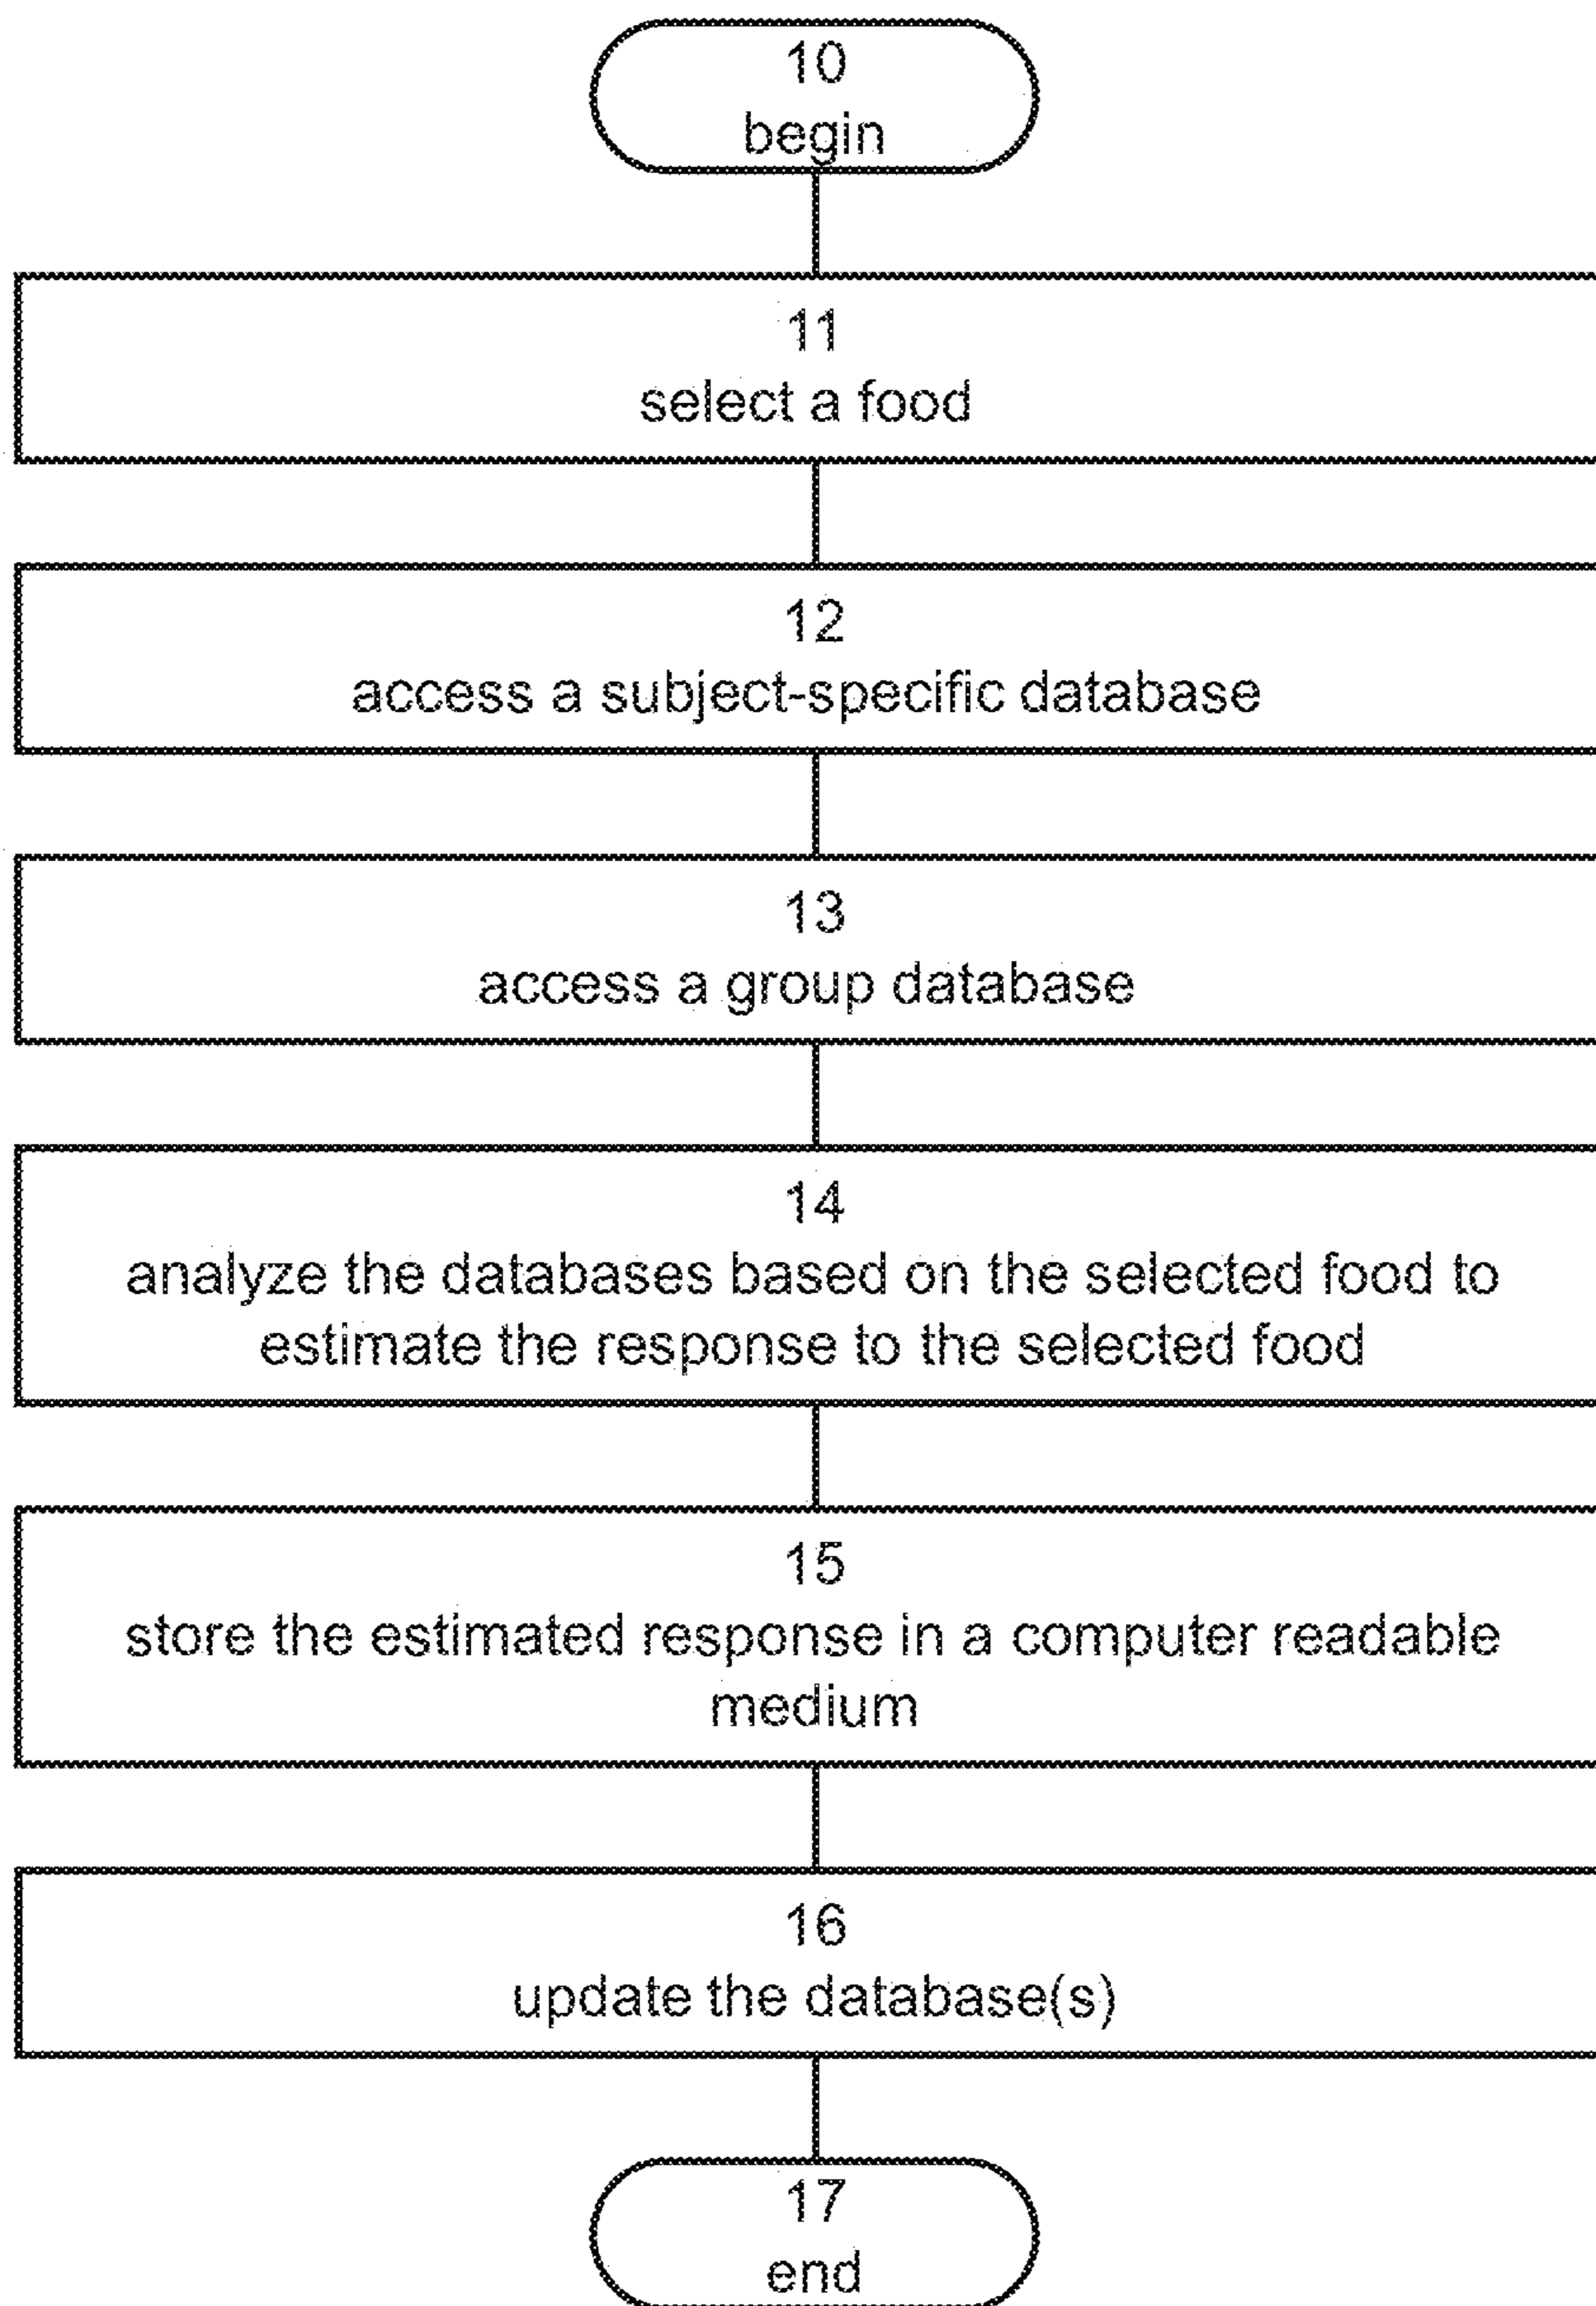 10
begin
11
select a food
12
access a subject-specific database
13
access a group database
14
analyze the databases based on the selected food to
estimate the response to the selected food
15
store the estimated response in a computer readable
medium
16
update the database(s)
17
end